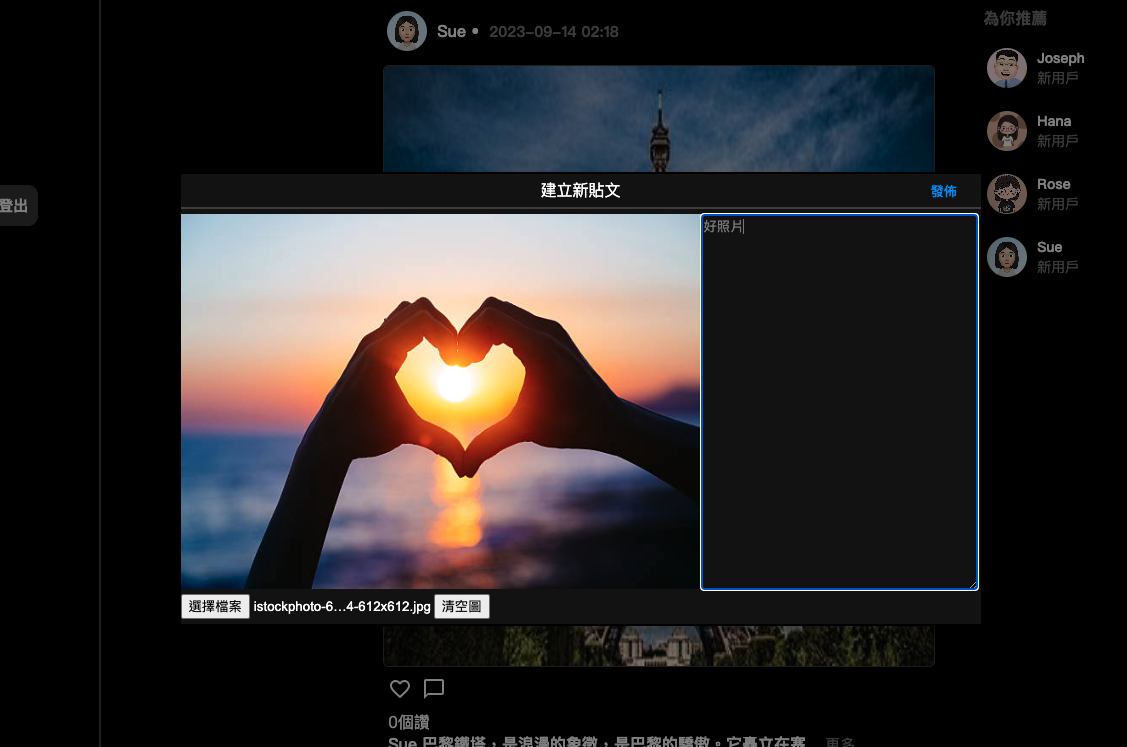 Sue • 2023-09-14 02:18
為你推薦
Joseph
新用戶
Hana
新用戶
Rose
新用戶
Sue
新用戶
登出
建立新貼文
發佈
好照片
選擇檔案 istockphoto-6...4-612x612.jpg 清空圖
0個讚
Sue 巴黎鐵塔，是浪漫的象徵，是巴黎的驕傲。它矗立在塞 更多